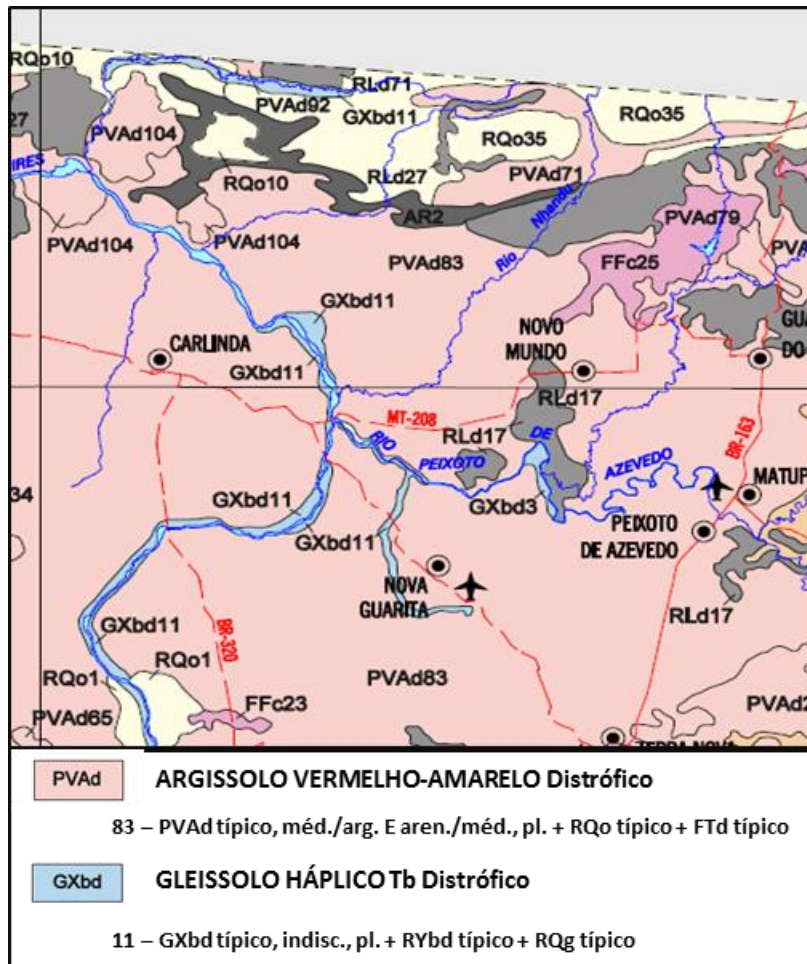 RQo10
RLd71
PVAd92
GXbd11
27
PVAd104
RQo35
RQo35
IRES
RQo10
RLd27
PVAd71
AR2
Nhandu
PVAd79
PVAd104
PVAd104
PVAd83
Rio
FFc25
PVA
GXbd11
CARLINDA
NOVO
MUNDO
GUA
DO
GXbd11
RLd17
MT-208
RIO
RLd17
DE
PEIXOTO
AZEVEDO
BR-163
MATUP
34
GXbd11
GXbd3
GXbd11
PEIXOTO
DE AZEVEDO
NOVA
GUARITA
RLd17
GXbd11
BR-320
RQo1
RQo1
PVAd83
FFc23
PVAd65
PVAd2
TERRA NOVA
PVAd ARGISSOLO VERMELHO-AMARELO Distrófico
83 – PVAd típico, méd./arg. E aren./méd., pl. + RQo típico + FTd típico
GXbd GLEISSOLO HÁPLICO Tb Distrófico
11 – GXbd típico, indisc., pl. + RYbd típico + RQg típico